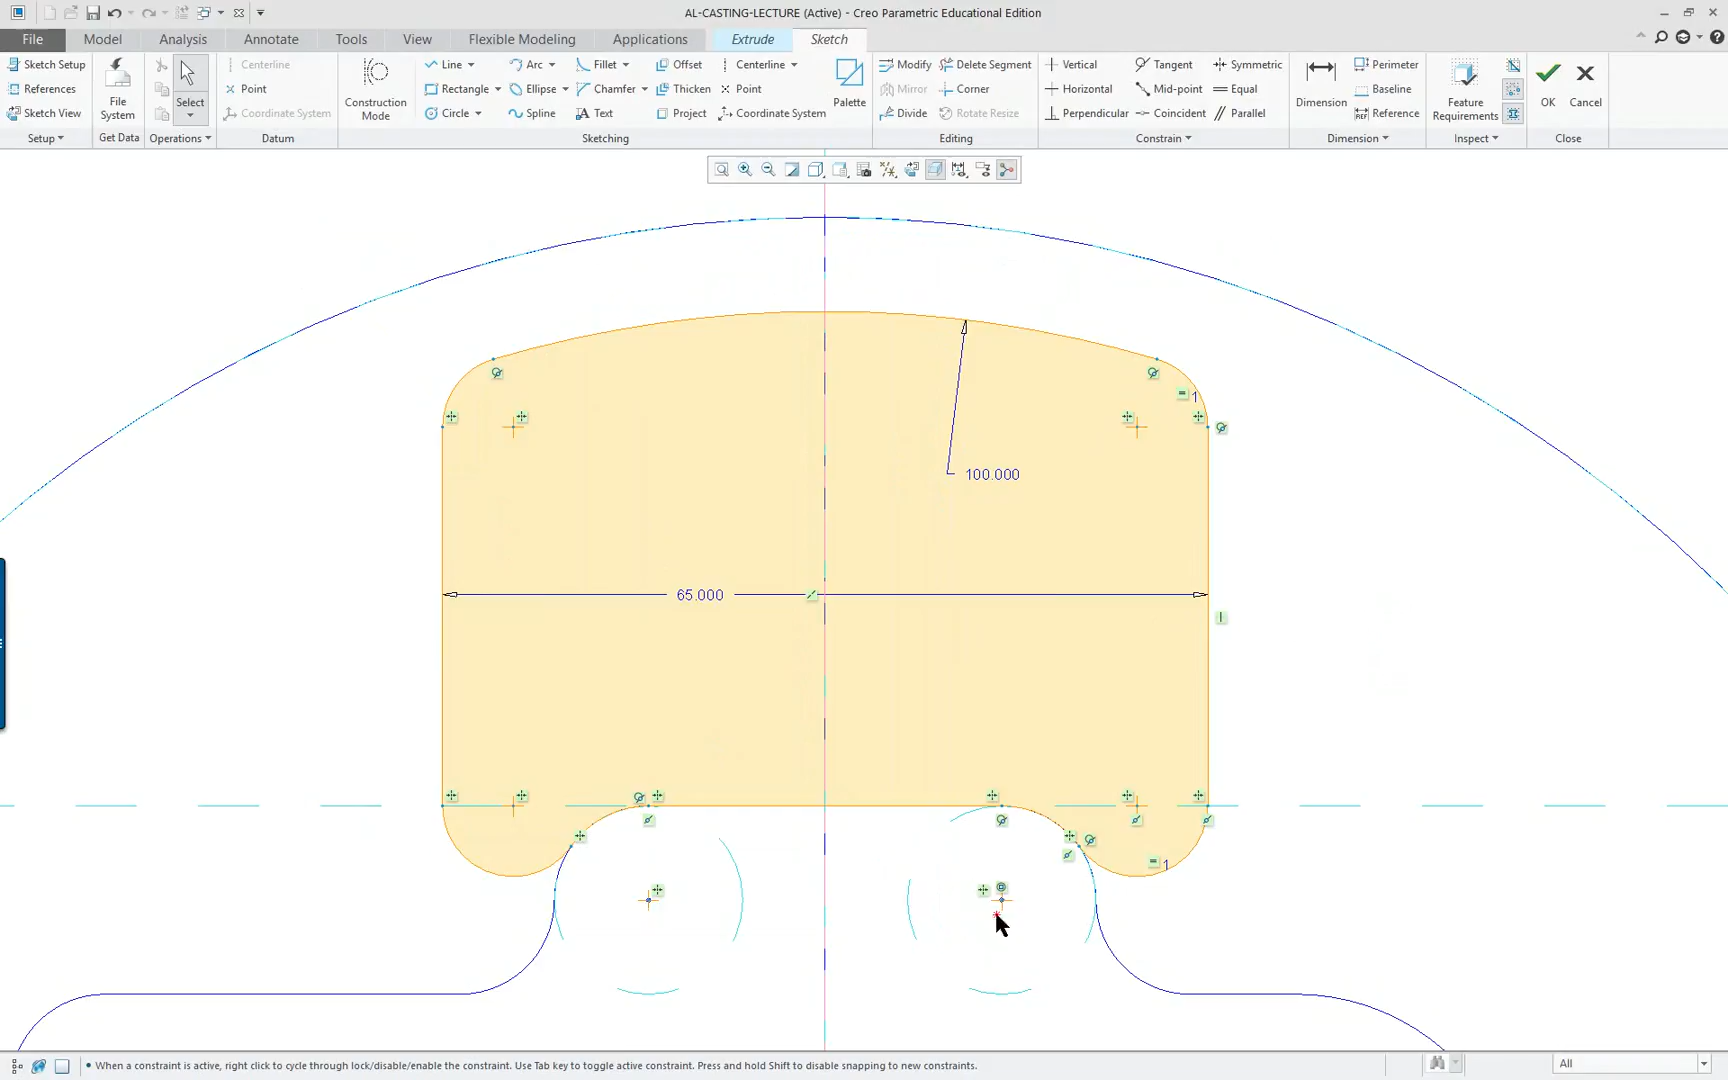 AL-CASTING-LECTURE (Active) - Creo Parametric Educational Edition
File Model Analysis Annotate Tools View Flexible Modeling Applications Extrude Sketch
Sketch Setup
References
Sketch View
Setup
File System
Get Data
Select
Operations
Centerline
Point
Coordinate System
Datum
Construction Mode
Line Arc Fillet Offset Centerline
Rectangle Ellipse Chamfer Thicken Point
Circle Spline Text Project Coordinate System
Palette
Sketching
Modify Delete Segment
Mirror Corner
Divide Rotate Resize
Editing
Vertical Tangent Symmetric
Horizontal Mid-point Equal
Perpendicular Coincident Parallel
Constrain
Dimension
Perimeter
Baseline
REF Reference
Dimension
Feature Requirements
Inspect
OK Cancel
Close
1
100.000
65.000
1
• When a constraint is active, right click to cycle through lock/disable/enable the constraint. Use Tab key to toggle active constraint. Press and hold Shift to disable snapping to new constraints.
All